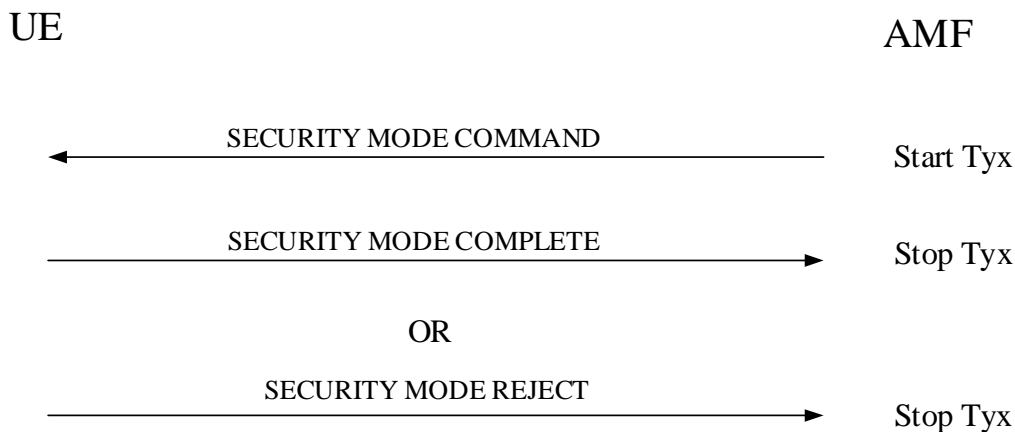 UE
AMF
SECURITY MODE COMMAND
Start Tyx
SECURITY MODE COMPLETE
Stop Tyx
OR
SECURITY MODE REJECT
Stop Tyx